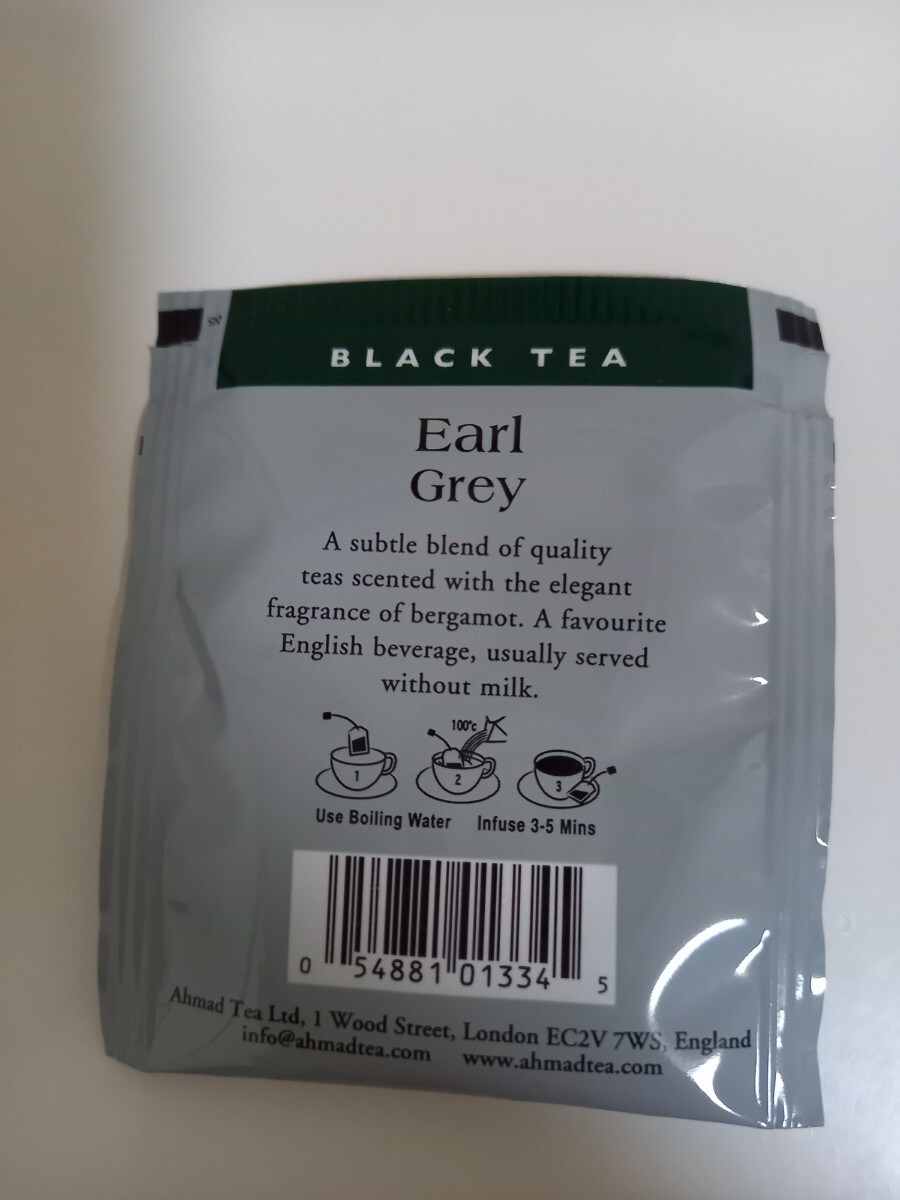 BLACK TEA
Earl
Grey
A subtle blend of quality
teas scented with the elegant
fragrance of bergamot. A favourite
English beverage, usually served
without milk.
100°c
1
2
3
Use Boiling Water
Infuse 3-5 Mins
0 54881 01334 5
Ahmad Tea Ltd, 1 Wood Street, London EC2V 7WS, England
info@ahmadtea.com www.ahmadtea.com